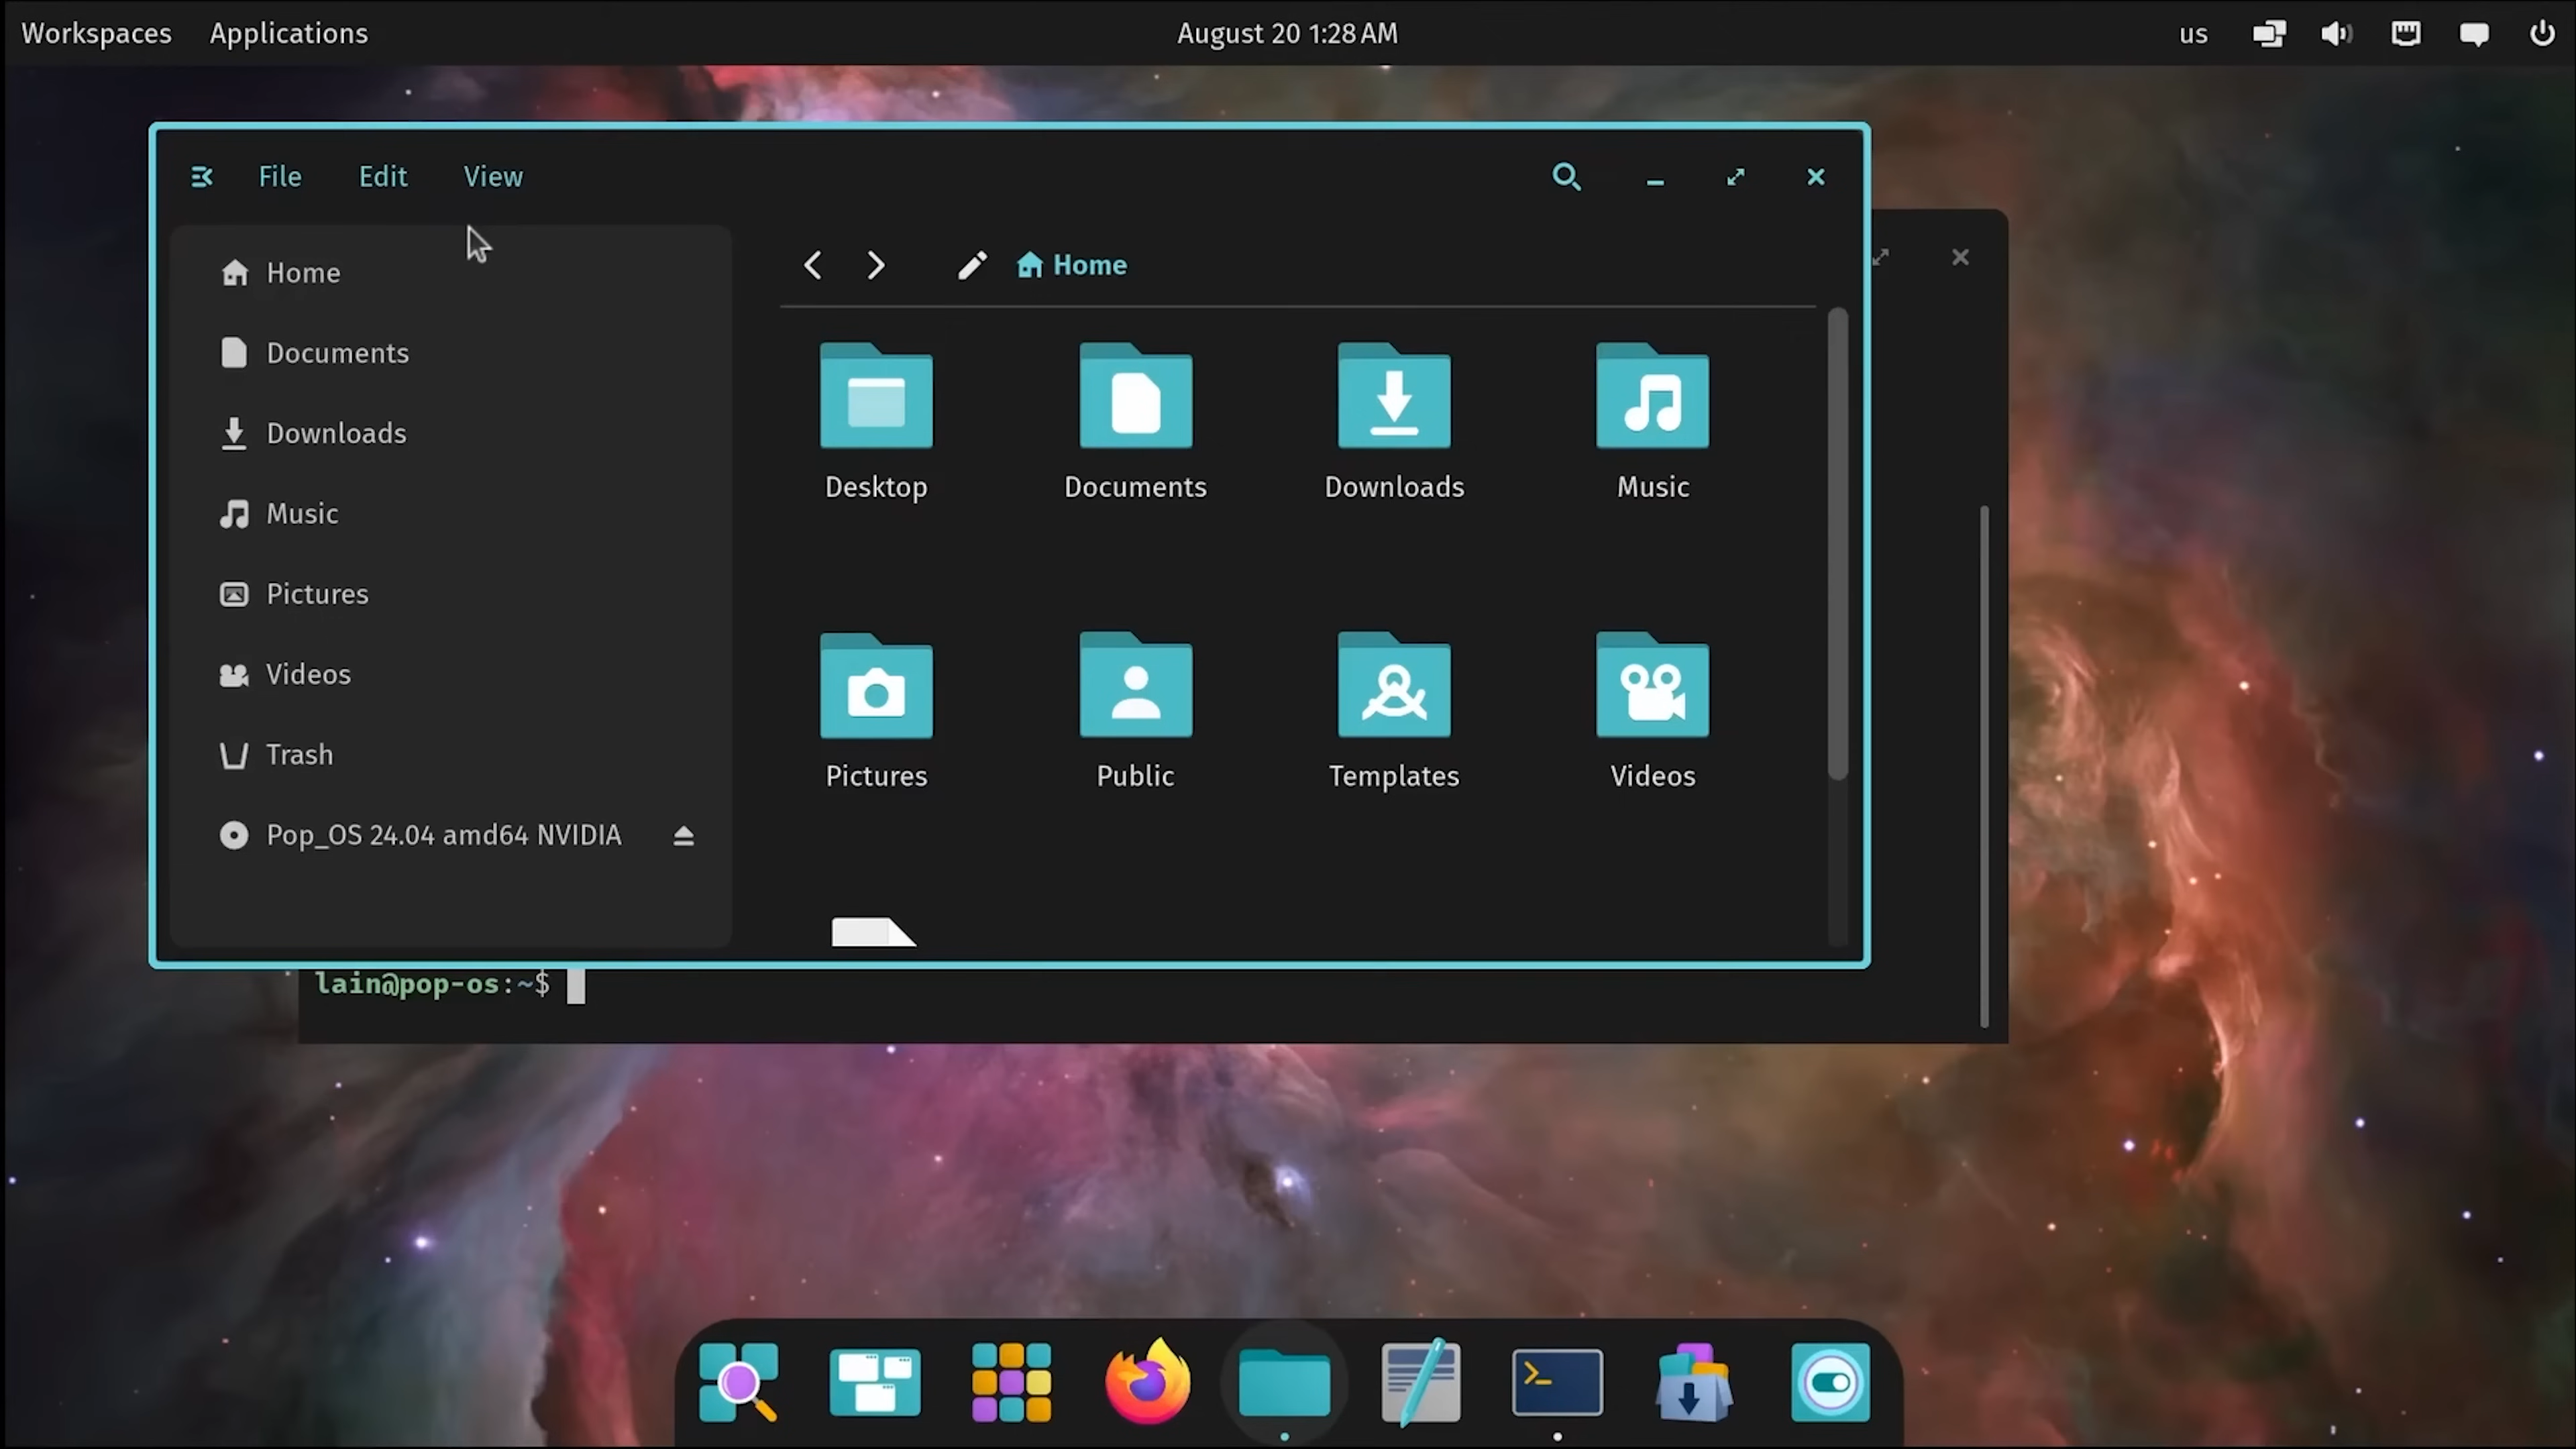 Workspaces Applications August 20 1:28 AM us
File Edit View
Home
Documents
Downloads
Music
Pictures
Videos
Trash
Pop_OS 24.04 amd64 NVIDIA
Home
Desktop Documents Downloads Music
Pictures Public Templates Videos
lain@pop-os:~$